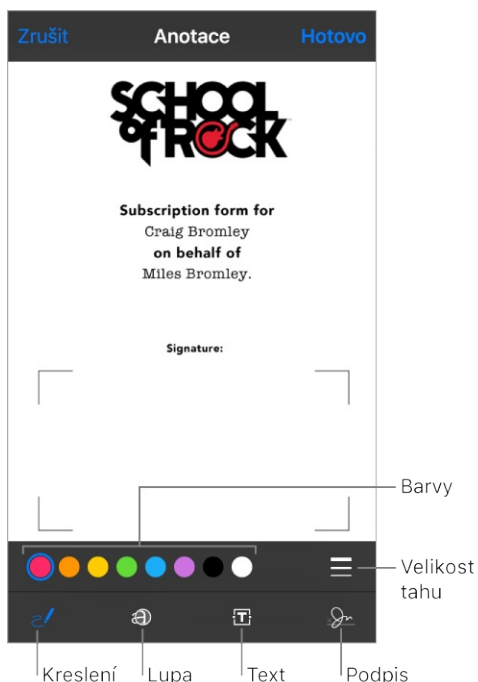 Zrušit Anotace Hotovo
SCHOOL
of ROCK
Subscription form for
Craig Bromley
on behalf of
Miles Bromley.
Signature:
Barvy
Velikost
tahu
Kreslení Lupa Text Podpis